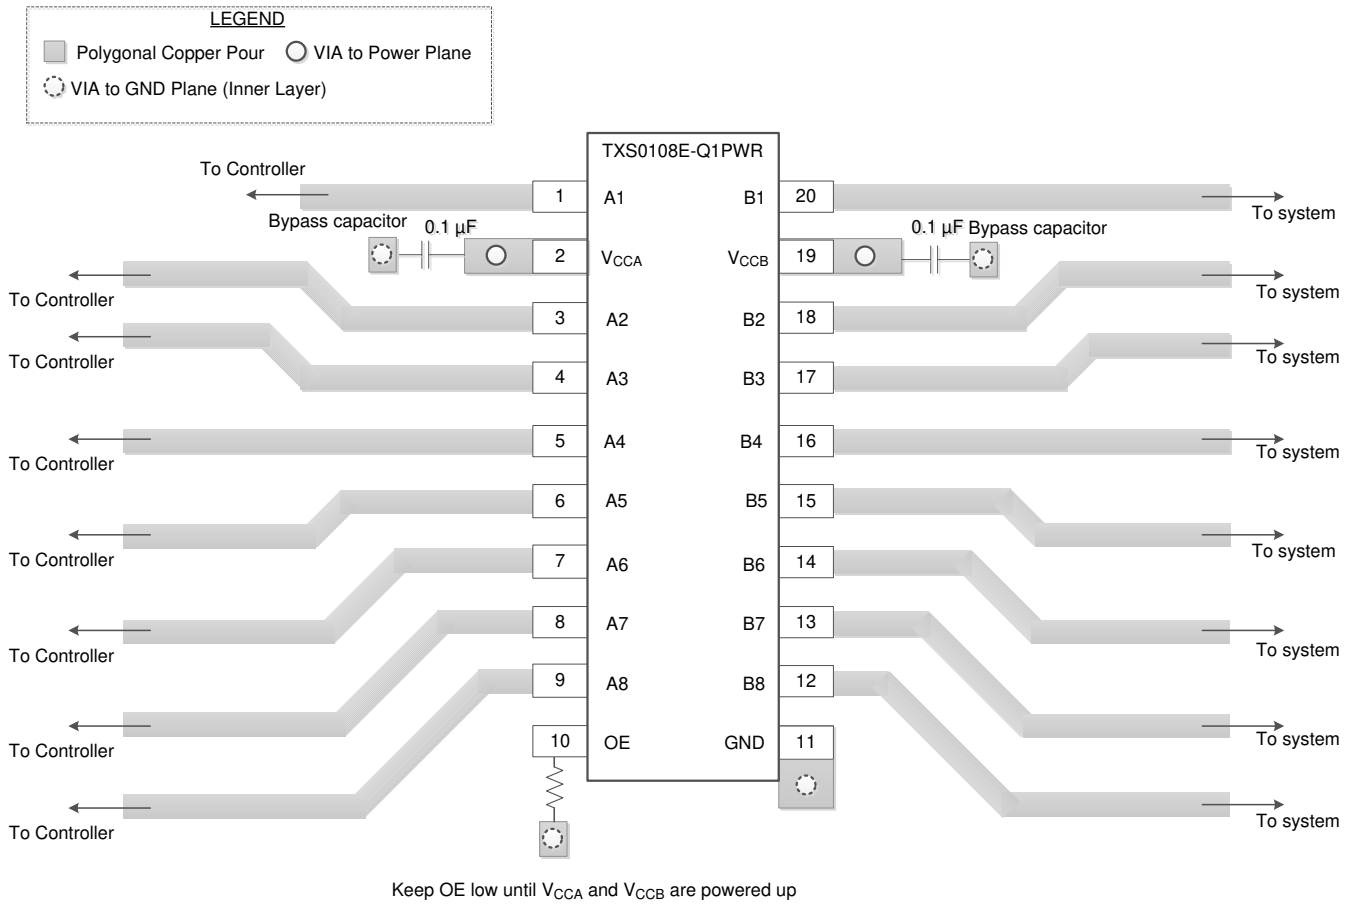 LEGEND
Polygonal Copper Pour
VIA to Power Plane
VIA to GND Plane (Inner Layer)
TXS0108E-Q1PWR
To Controller
1
A1
B1
20
To system
Bypass capacitor
0.1 µF
2
VCCA
VCCB
19
0.1 µF
Bypass capacitor
To Controller
3
A2
B2
18
To system
To Controller
4
A3
B3
17
To system
To Controller
5
A4
B4
16
To system
To Controller
6
A5
B5
15
To system
To Controller
7
A6
B6
14
To system
To Controller
8
A7
B7
13
To system
To Controller
9
A8
B8
12
To system
10
OE
GND
11
Keep OE low until VCCA and VCCB are powered up